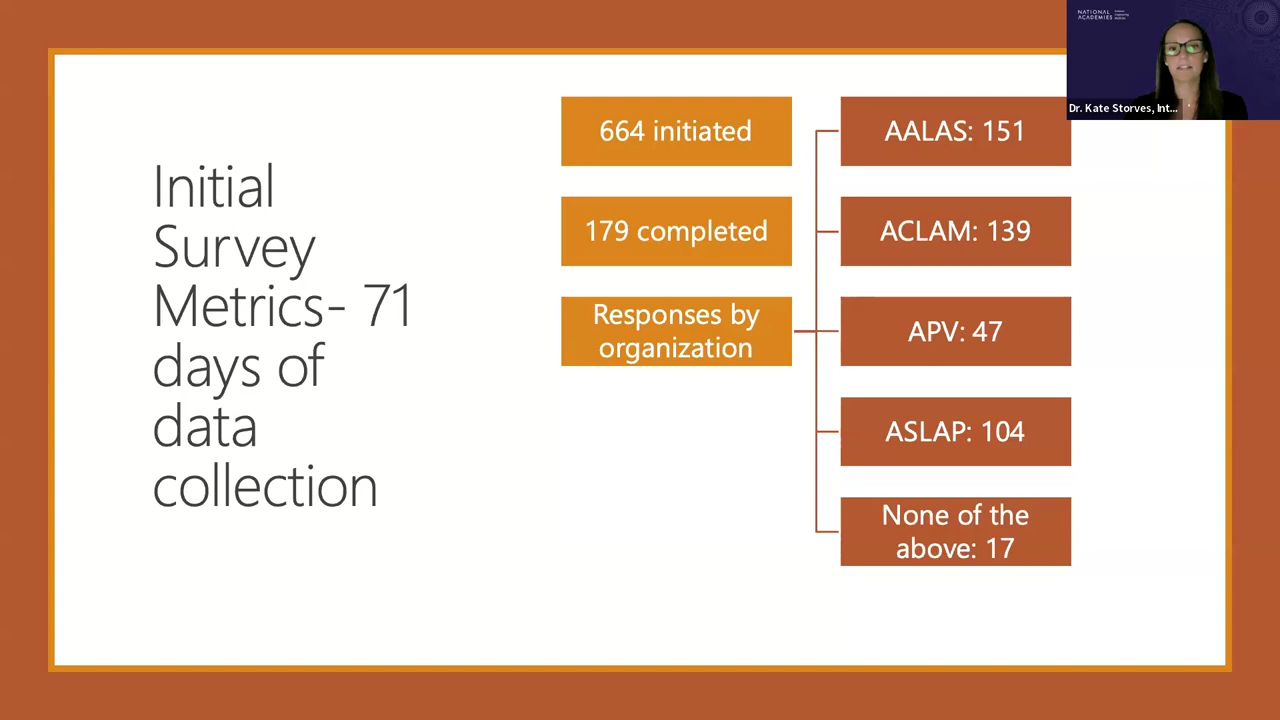 Initial
Survey
Metrics- 71
days of
data
collection
664 initiated
179 completed
Responses by
organization
AALAS: 151
ACLAM: 139
APV: 47
ASLAP: 104
None of the
above: 17
NATIONAL
ACADEMIES
Dr. Kate Storves, Int...